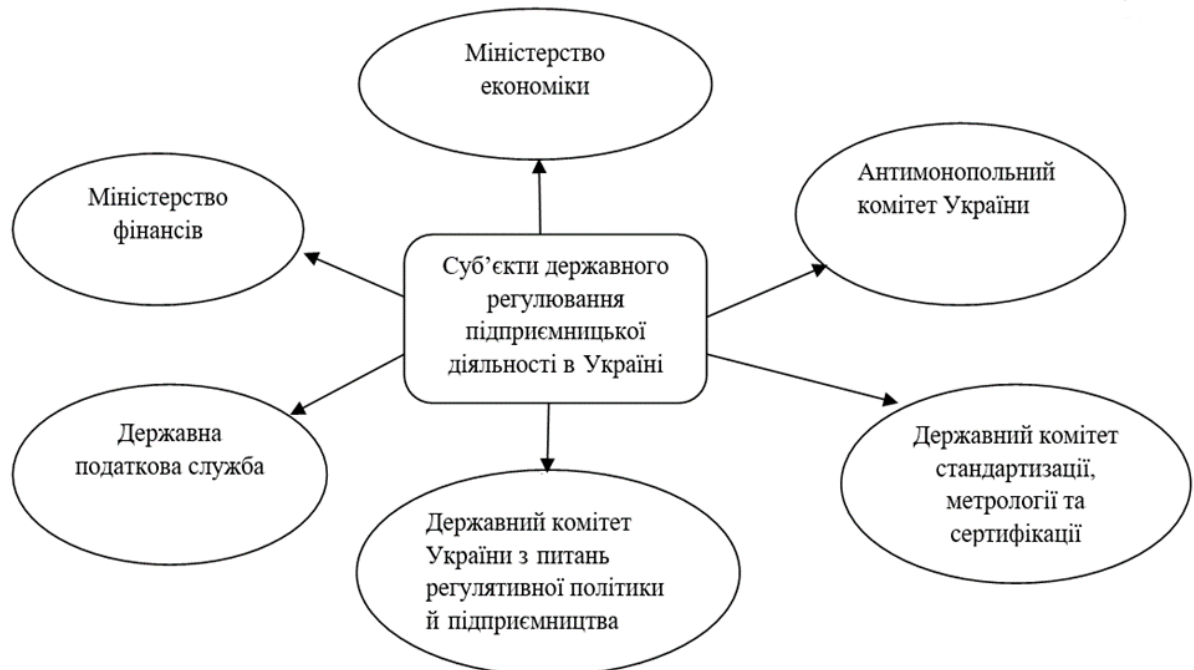 Міністерство
економіки
Антимонопольний
комітет України
Міністерство
фінансів
Суб’єкти державного
регулювання
підприємницької
діяльності в Україні
Державна
податкова служба
Державний комітет
стандартизації,
метрології та
сертифікації
Державний комітет
України з питань
регулятивної політики
й підприємництва